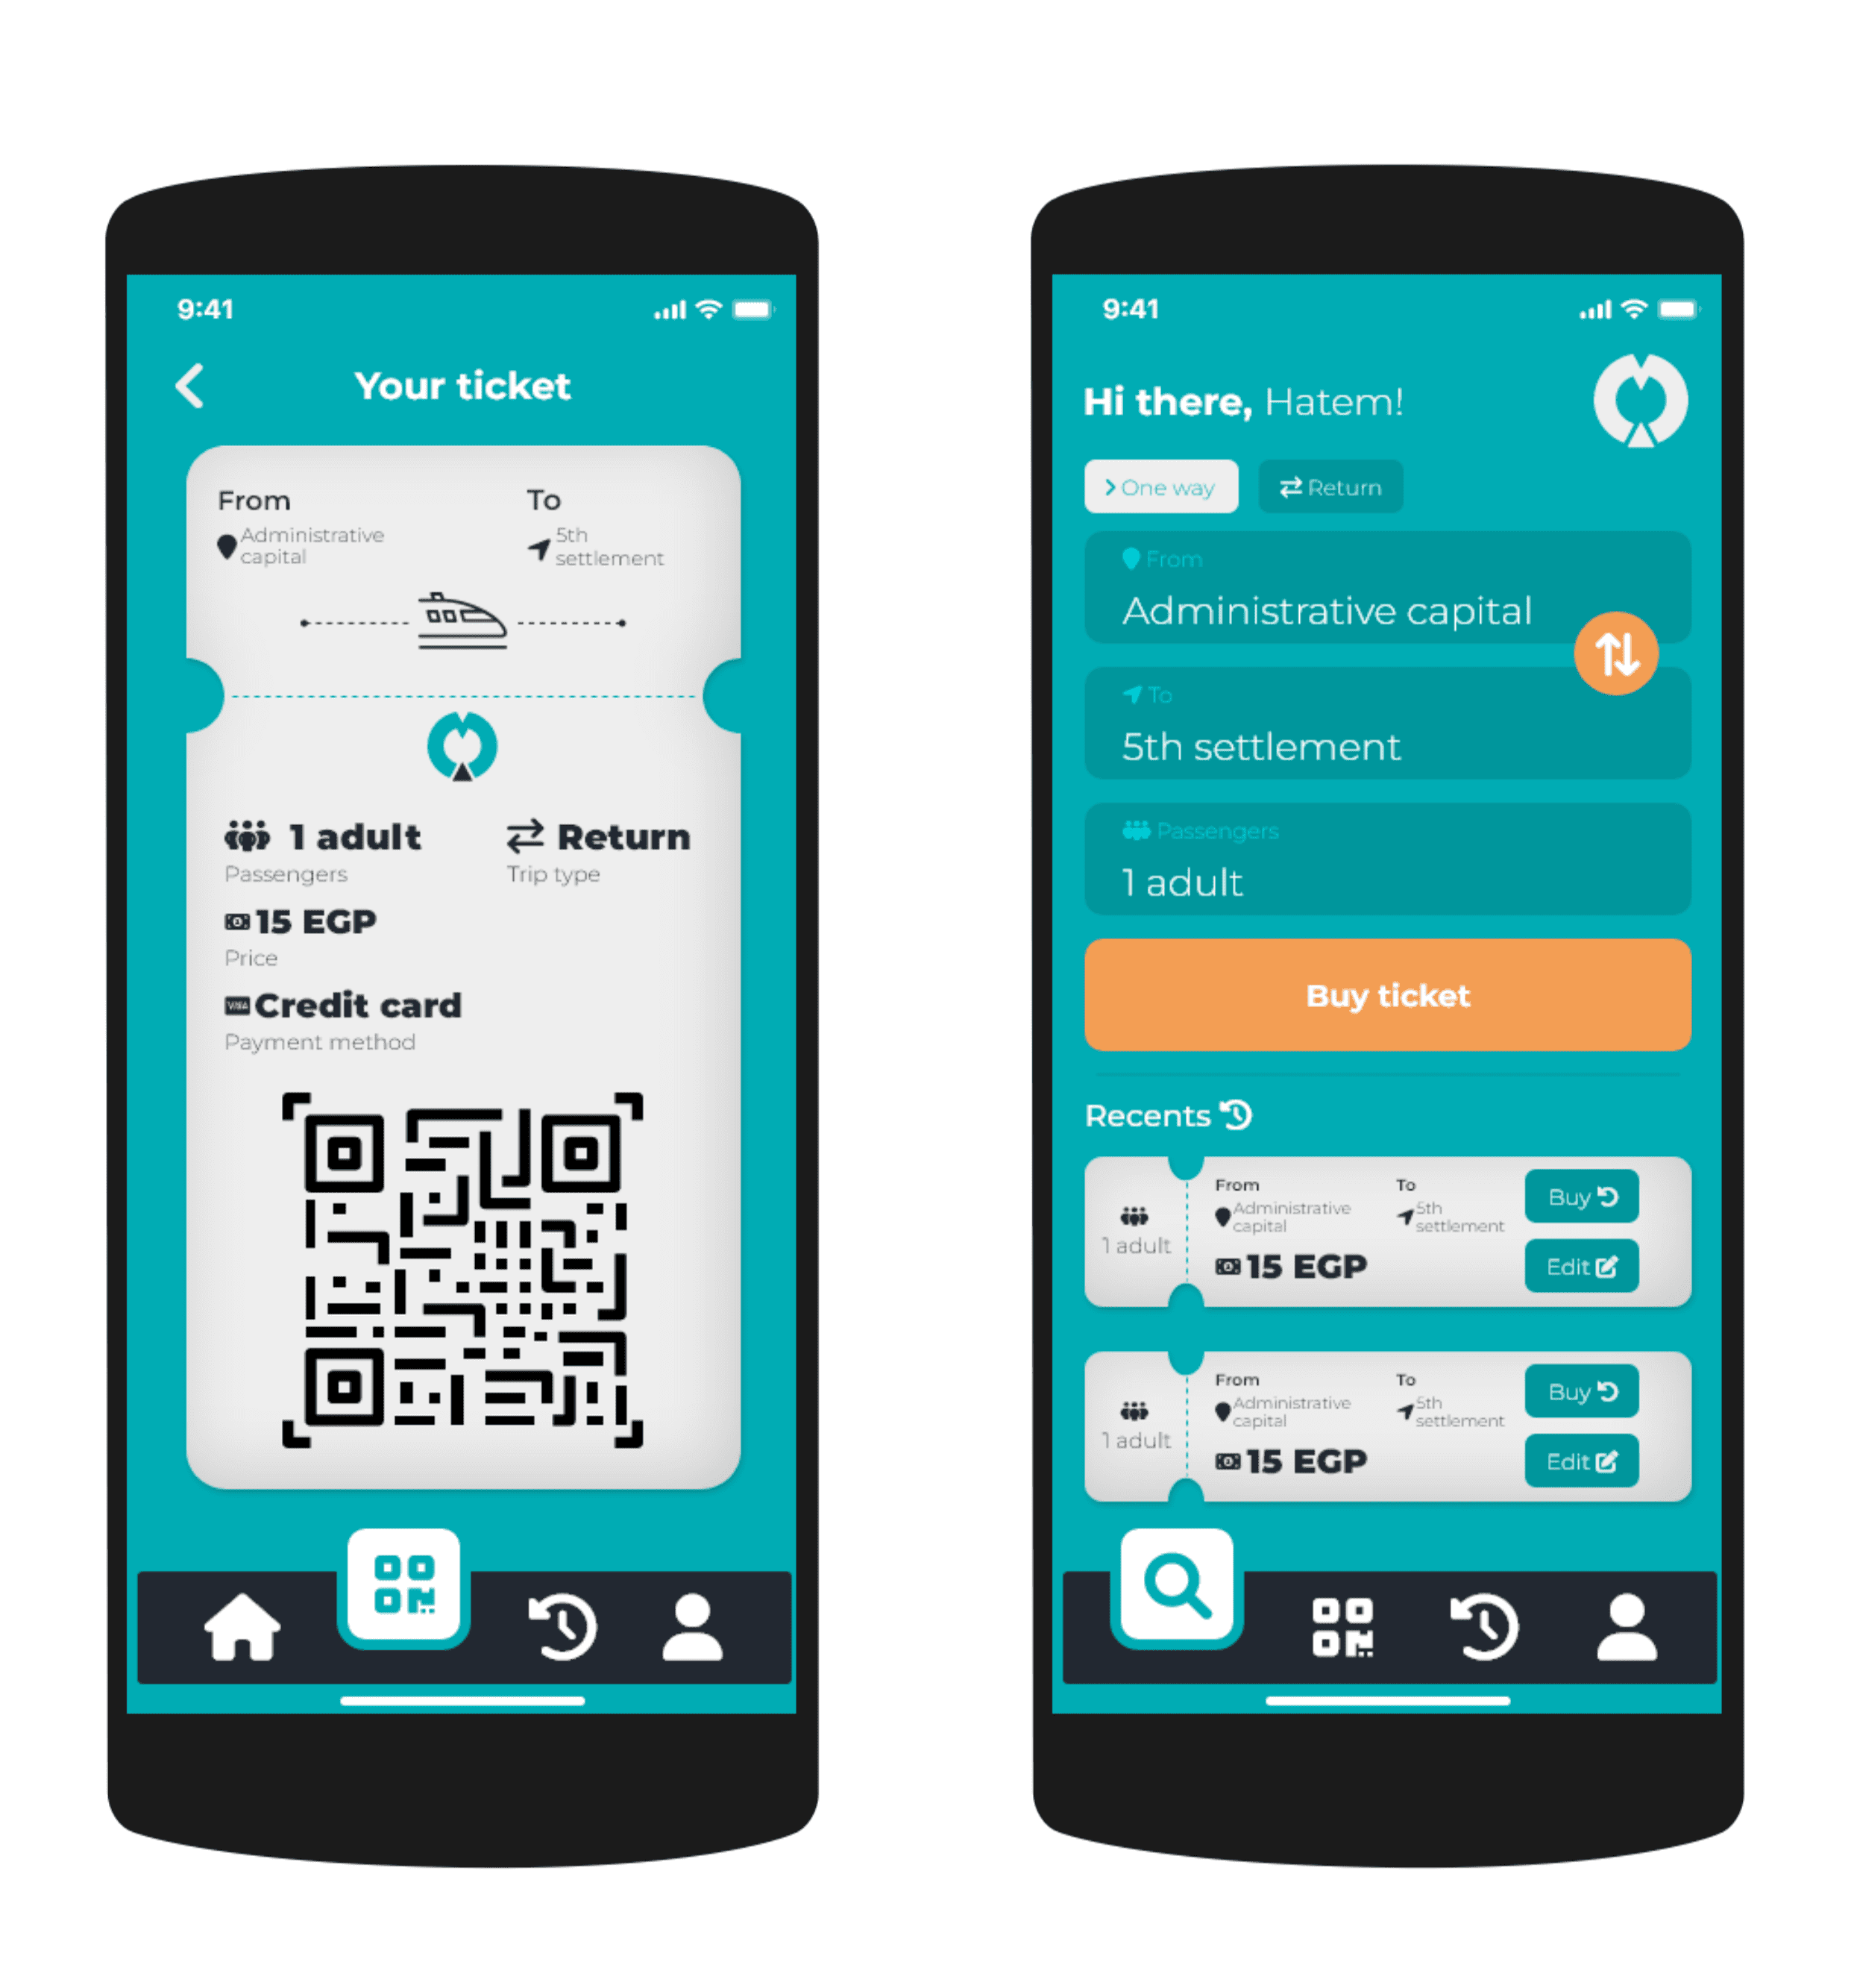 9:41
Your ticket
From
To
Administrative
capital
5th
settlement
1 adult
Return
Passengers
Trip type
15 EGP
Price
VISA
Credit card
Payment method
9:41
Hi there, Hatem!
One way
Return
From
Administrative capital
To
5th settlement
Passengers
1 adult
Buy ticket
Recents
1 adult
From
Administrative
capital
To
5th
settlement
15 EGP
Buy
Edit
1 adult
From
Administrative
capital
To
5th
settlement
15 EGP
Buy
Edit